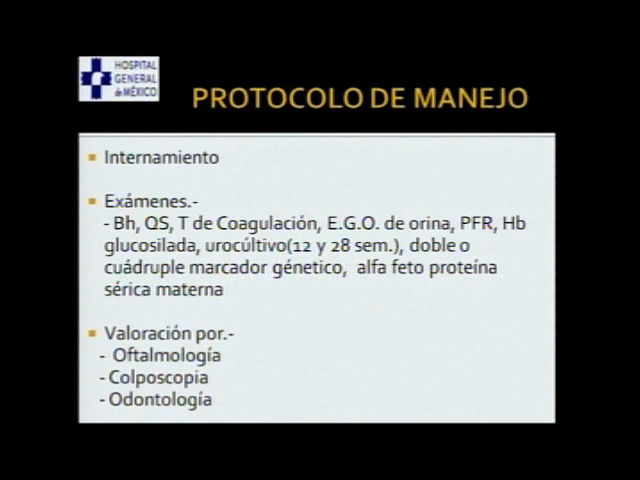 HOSPITAL
GENERAL
de MÉXICO
PROTOCOLO DE MANEJO
▪ Internamiento
▪ Exámenes.-
- Bh, QS, T de Coagulación, E.G.O. de orina, PFR, Hb
glucosilada, urocúltivo(12 y 28 sem.), doble o
cuádruple marcador génetico, alfa feto proteína
sérica materna
▪ Valoración por.-
- Oftalmología
- Colposcopia
- Odontología